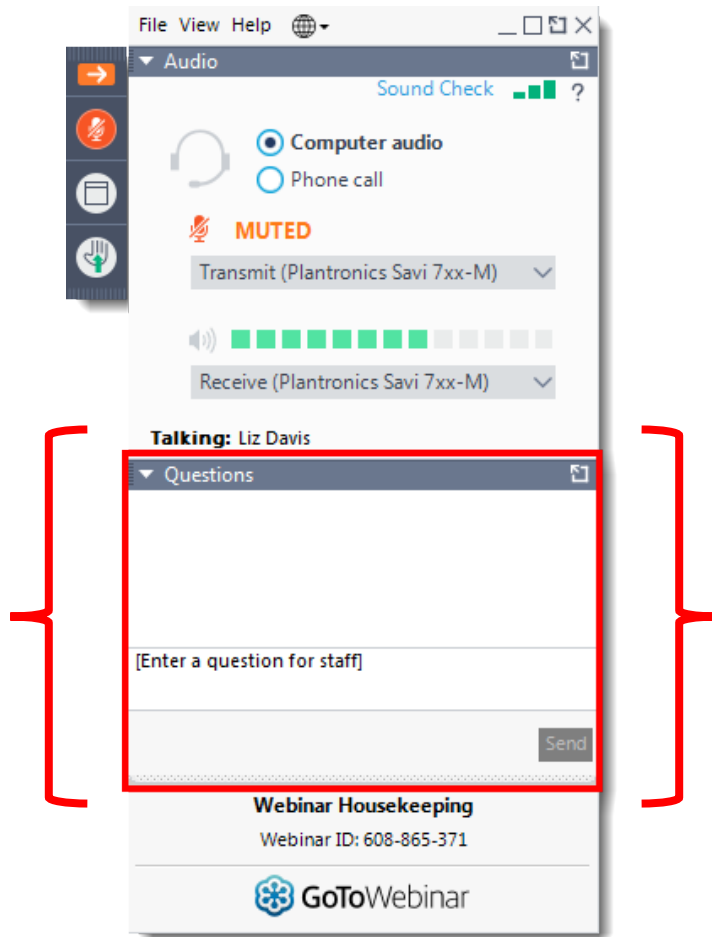 File View Help
Audio
Sound Check ?
Computer audio
Phone call
MUTED
Transmit (Plantronics Savi 7xx-M)
Receive (Plantronics Savi 7xx-M)
Talking: Liz Davis
Questions
[Enter a question for staff]
Send
Webinar Housekeeping
Webinar ID: 608-865-371
GoToWebinar